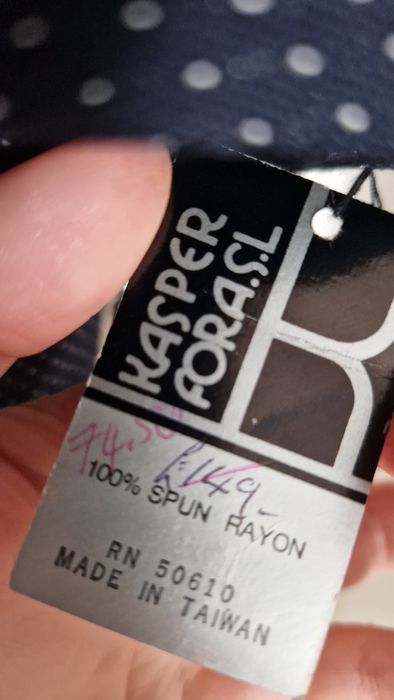 KASPER
FOR A.S.L
K
74.50
149-
100% SPUN RAYON
RN 50610
MADE IN TAIWAN